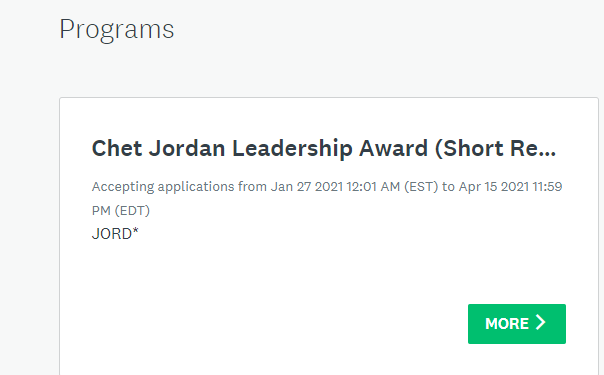 Programs
Chet Jordan Leadership Award (Short Re...
Accepting applications from Jan 27 2021 12:01 AM (EST) to Apr 15 2021 11:59
PM (EDT)
JORD*
MORE